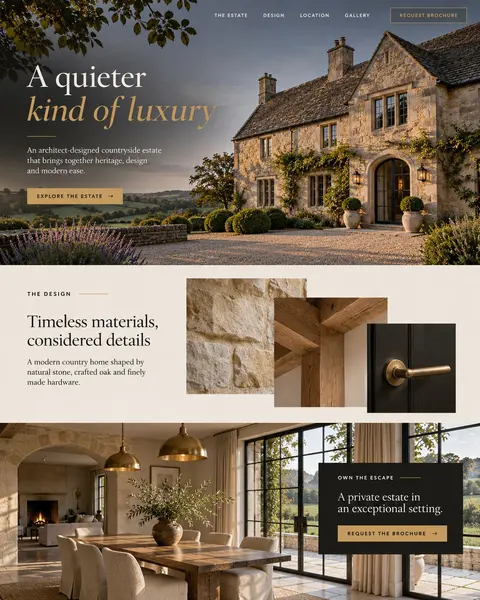 THE ESTATE
DESIGN
LOCATION
GALLERY
REQUEST BROCHURE
A quieter
kind of luxury
An architect-designed countryside estate
that brings together heritage, design
and modern ease.
EXPLORE THE ESTATE →
THE DESIGN
Timeless materials,
considered details
A modern country home shaped by
natural stone, crafted oak and finely
made hardware.
OWN THE ESCAPE
A private estate in
an exceptional setting.
REQUEST THE BROCHURE →